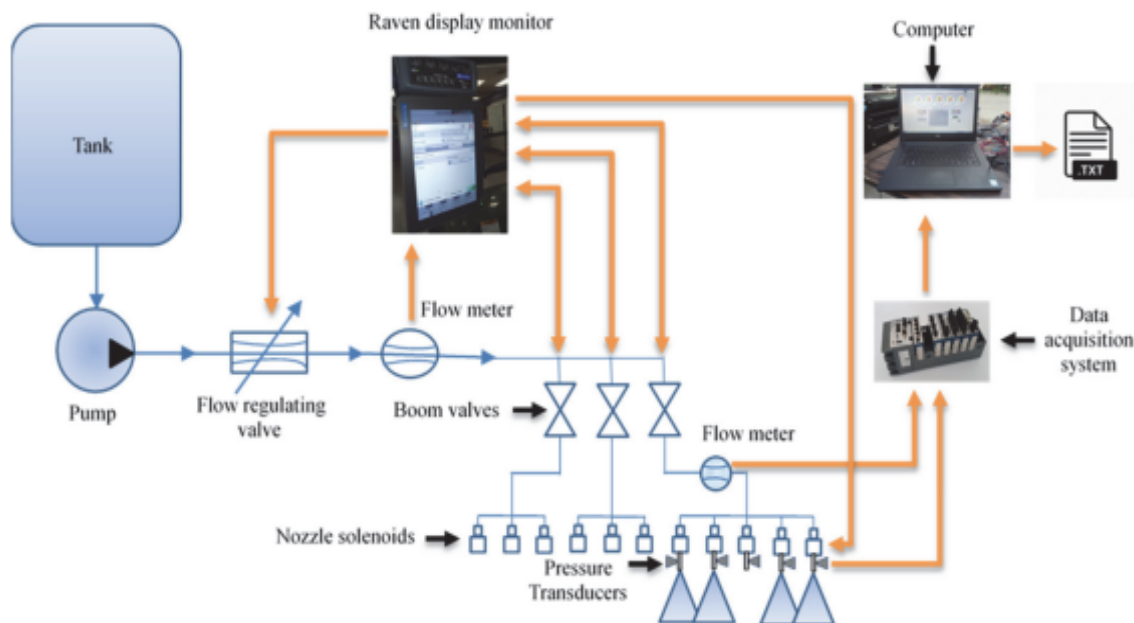 Raven display monitor
Computer
Tank
.TXT
Flow meter
Data
acquisition
system
Pump
Flow regulating
valve
Boom valves
Flow meter
Nozzle solenoids
Pressure
Transducers